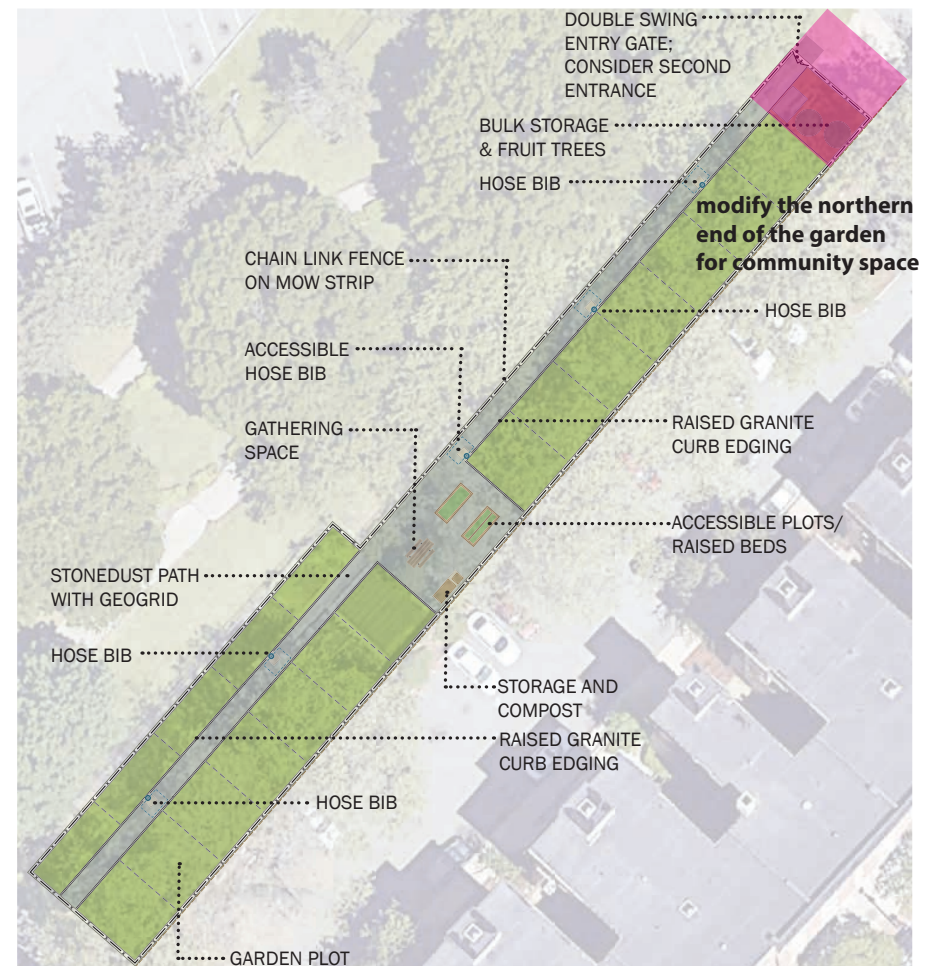 DOUBLE SWING
ENTRY GATE;
CONSIDER SECOND
ENTRANCE
BULK STORAGE
& FRUIT TREES
HOSE BIB
modify the northern
end of the garden
for community space
CHAIN LINK FENCE
ON MOW STRIP
HOSE BIB
ACCESSIBLE
HOSE BIB
GATHERING
SPACE
RAISED GRANITE
CURB EDGING
ACCESSIBLE PLOTS/
RAISED BEDS
STONEDUST PATH
WITH GEOGRID
HOSE BIB
STORAGE AND
COMPOST
RAISED GRANITE
CURB EDGING
HOSE BIB
GARDEN PLOT